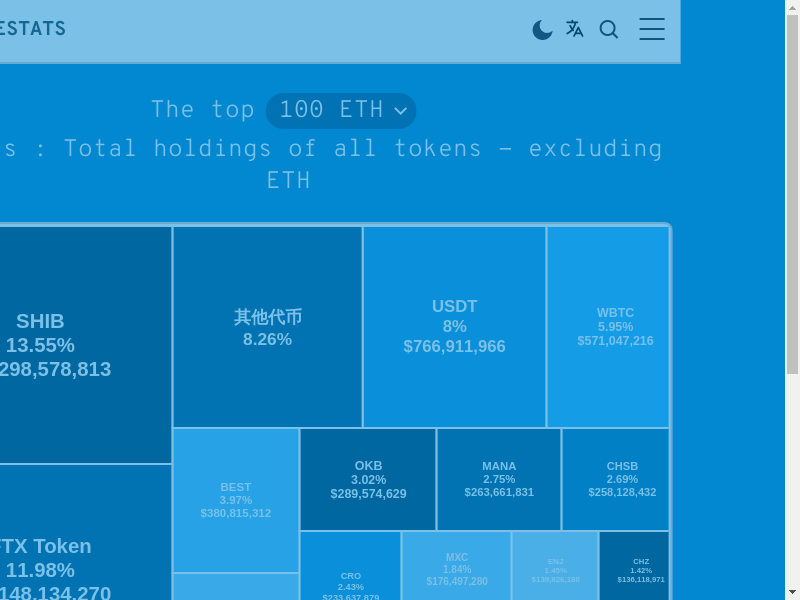 ESTATS
The top 100 ETH
s : Total holdings of all tokens — excluding
ETH
SHIB
13.55%
298,578,813
其他代币
8.26%
USDT
8%
$766,911,966
WBTC
5.95%
$571,047,216
TX Token
11.98%
148,134,270
BEST
3.97%
$380,815,312
OKB
3.02%
$289,574,629
MANA
2.75%
$263,661,831
CHSB
2.69%
$258,128,432
CRO
2.43%
$233,637,879
MXC
1.84%
$176,497,280
ENJ
1.45%
CHZ
1.42%
$136,118,971